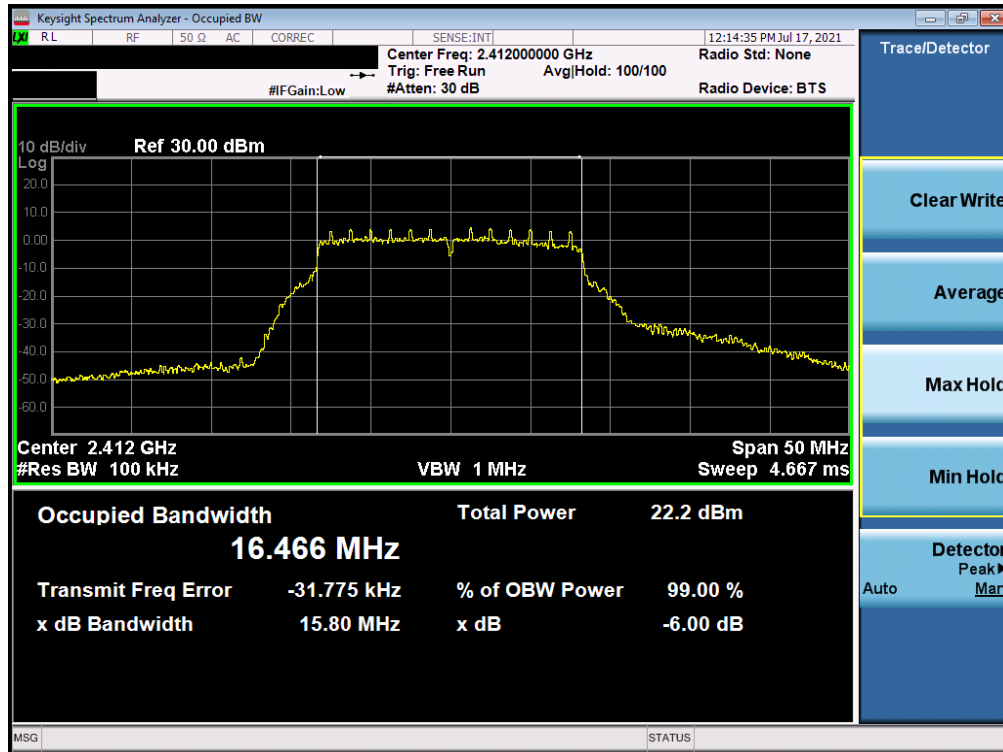 Keysight Spectrum Analyzer - Occupied BW
LXI RL RF 50 Ω AC CORREC SENSE:INT 12:14:35 PM Jul 17, 2021
Center Freq: 2.412000000 GHz Radio Std: None
Trig: Free Run Avg|Hold: 100/100
#IFGain:Low #Atten: 30 dB Radio Device: BTS
Trace/Detector
10 dB/div Ref 30.00 dBm
Log
20.0
10.0
0.00
-10.0
-20.0
-30.0
-40.0
-50.0
-60.0
Center 2.412 GHz Span 50 MHz
#Res BW 100 kHz VBW 1 MHz Sweep 4.667 ms
Occupied Bandwidth Total Power 22.2 dBm
16.466 MHz
Transmit Freq Error -31.775 kHz % of OBW Power 99.00 %
x dB Bandwidth 15.80 MHz x dB -6.00 dB
Clear Write
Average
Max Hold
Min Hold
Detector
Peak
Auto Man
MSG STATUS